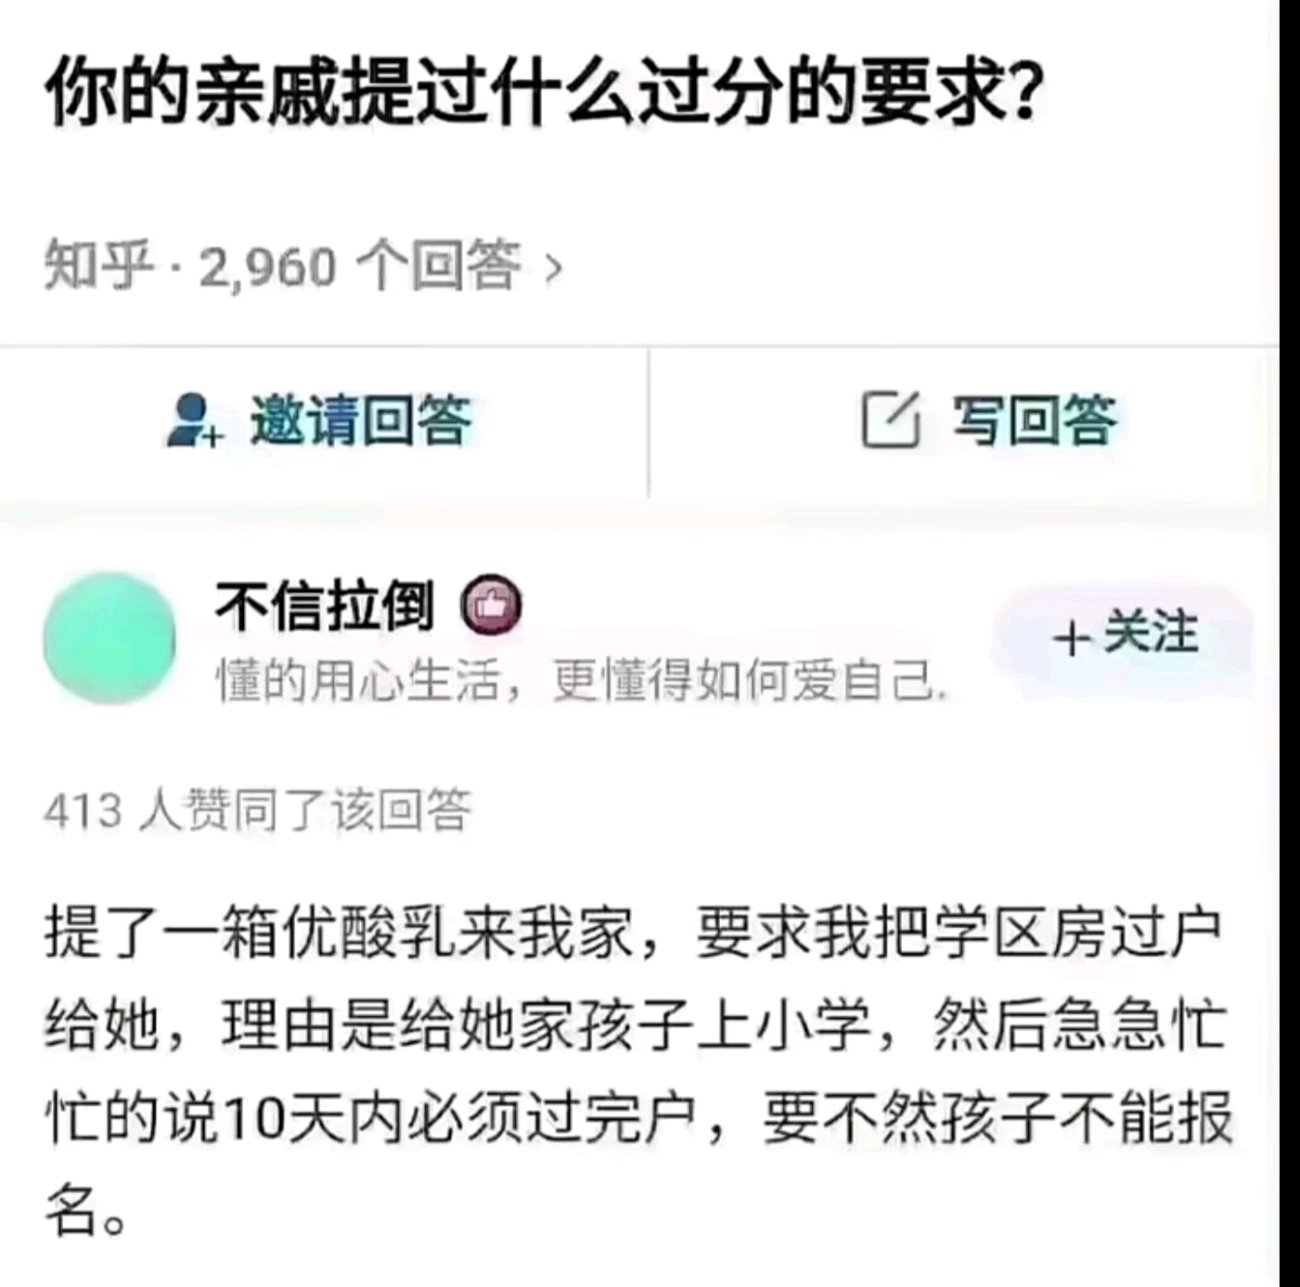 你的亲戚提过什么过分的要求?
知乎 · 2,960 个回答 >
邀请回答
写回答
不信拉倒
+关注
懂的用心生活，更懂得如何爱自己.
413 人赞同了该回答
提了一箱优酸乳来我家，要求我把学区房过户
给她，理由是给她家孩子上小学，然后急急忙
忙的说10天内必须过完户，要不然孩子不能报
名。